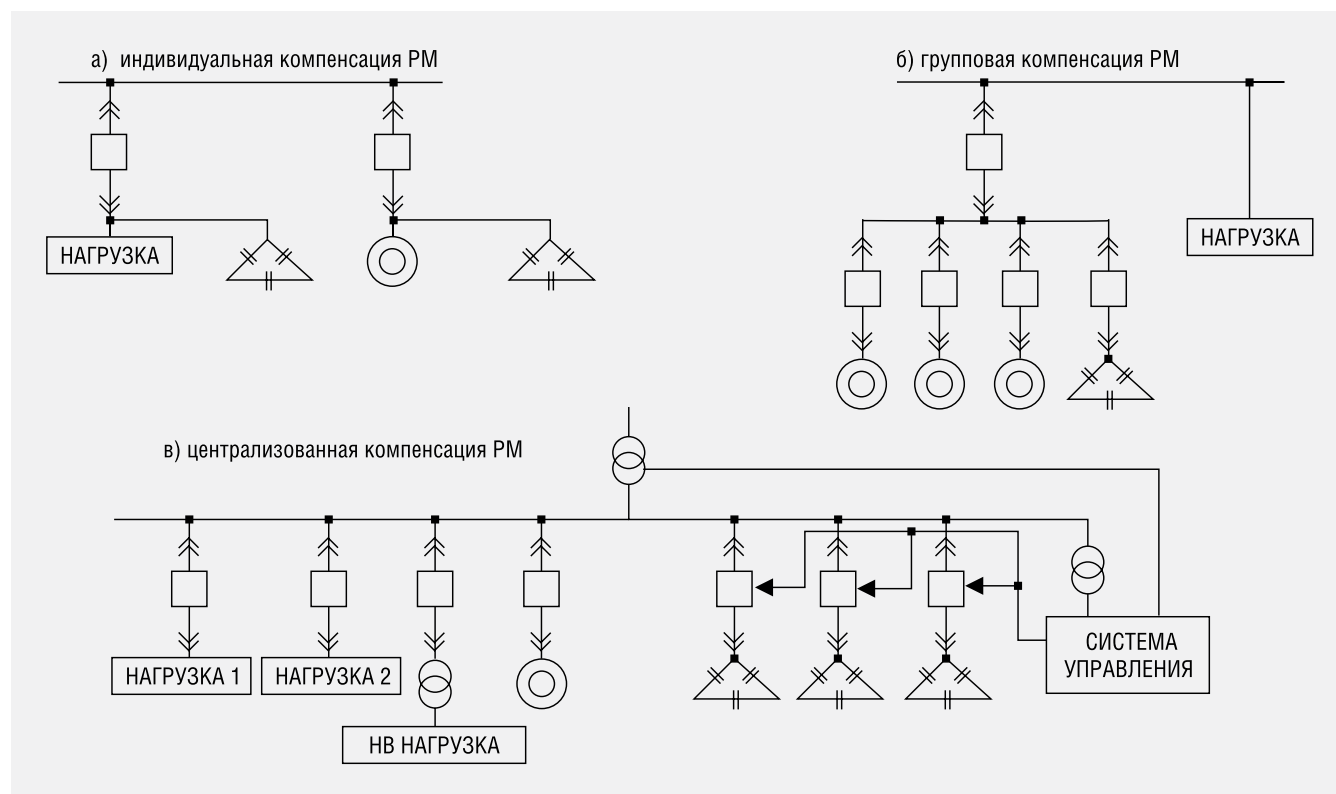 а) индивидуальная компенсация РМ
б) групповая компенсация РМ
НАГРУЗКА
НАГРУЗКА
в) централизованная компенсация РМ
НАГРУЗКА 1
НАГРУЗКА 2
НВ НАГРУЗКА
СИСТЕМА
УПРАВЛЕНИЯ